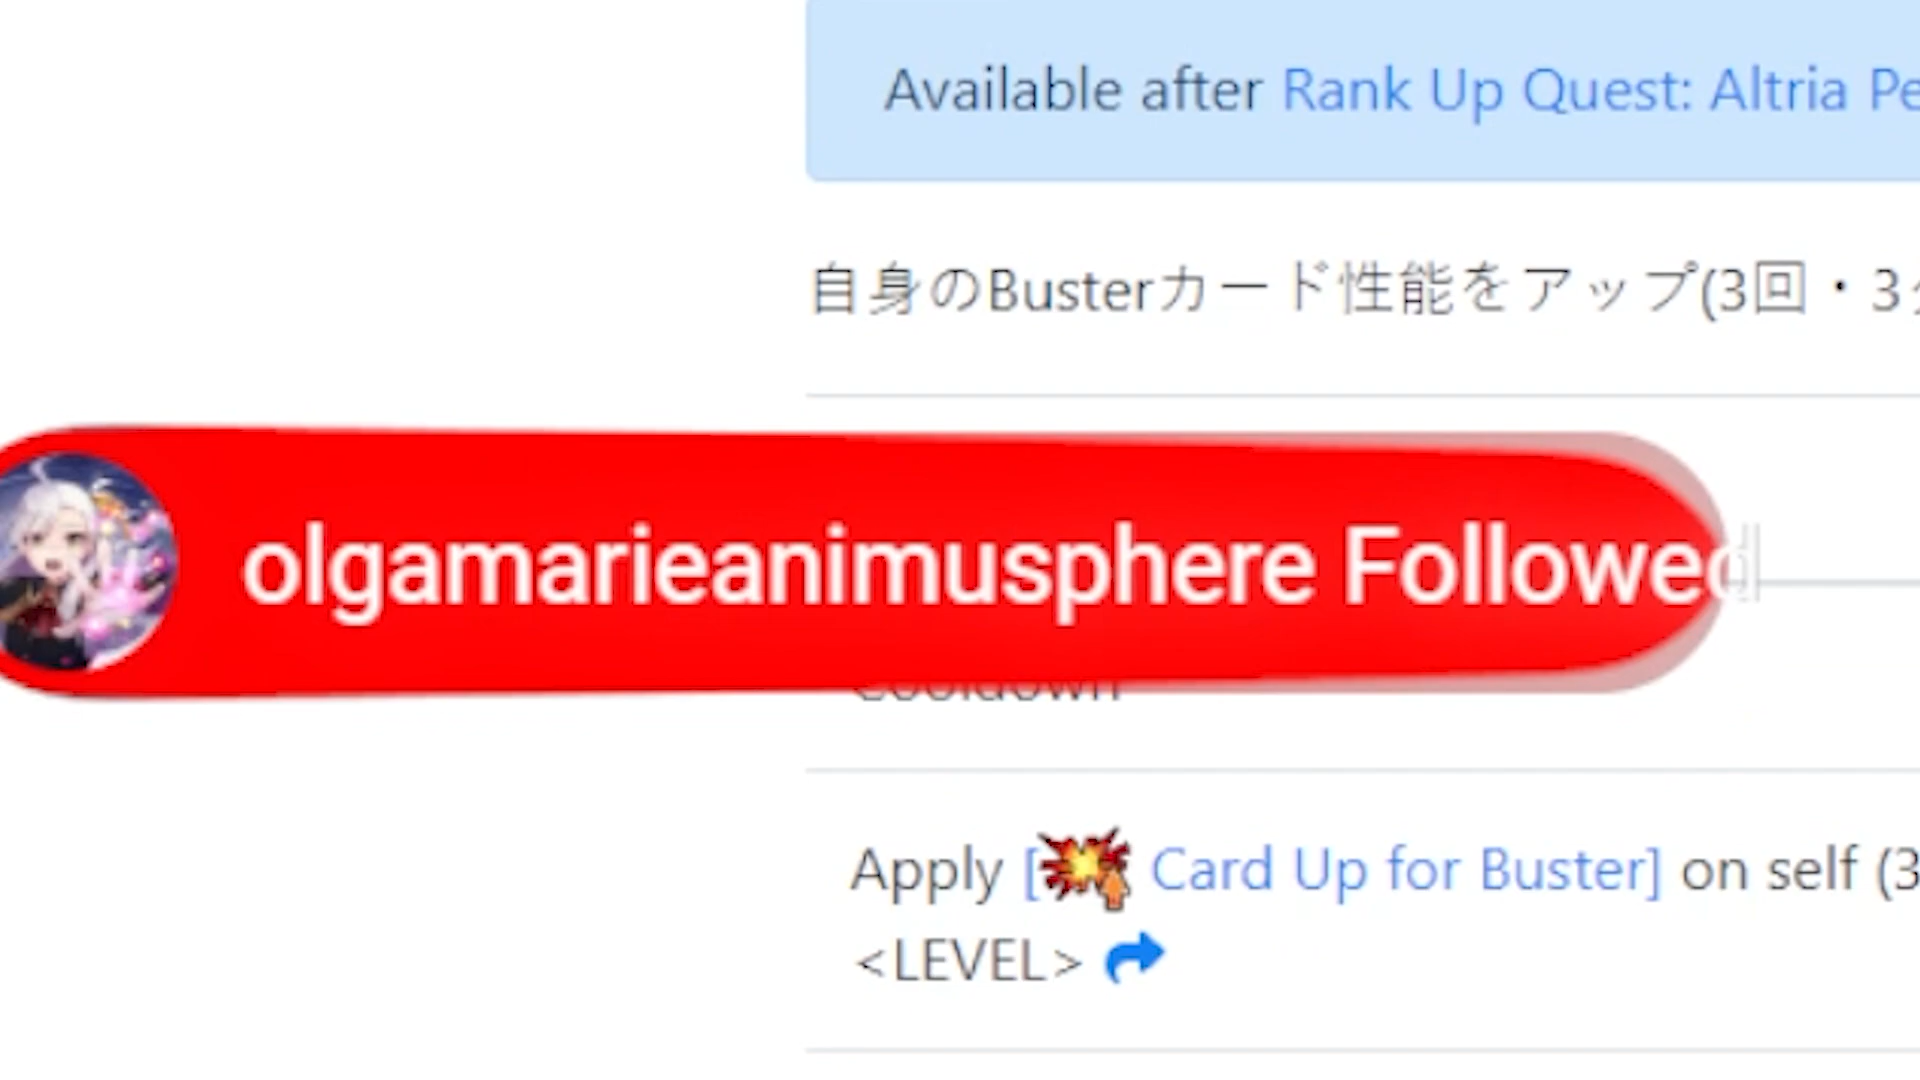 Available after Rank Up Quest: Altria Pe
自身のBusterカード性能をアップ(3回・3
olgamarieanimusphere Followed
Cooldown
Apply [ Card Up for Buster] on self (3
<LEVEL>